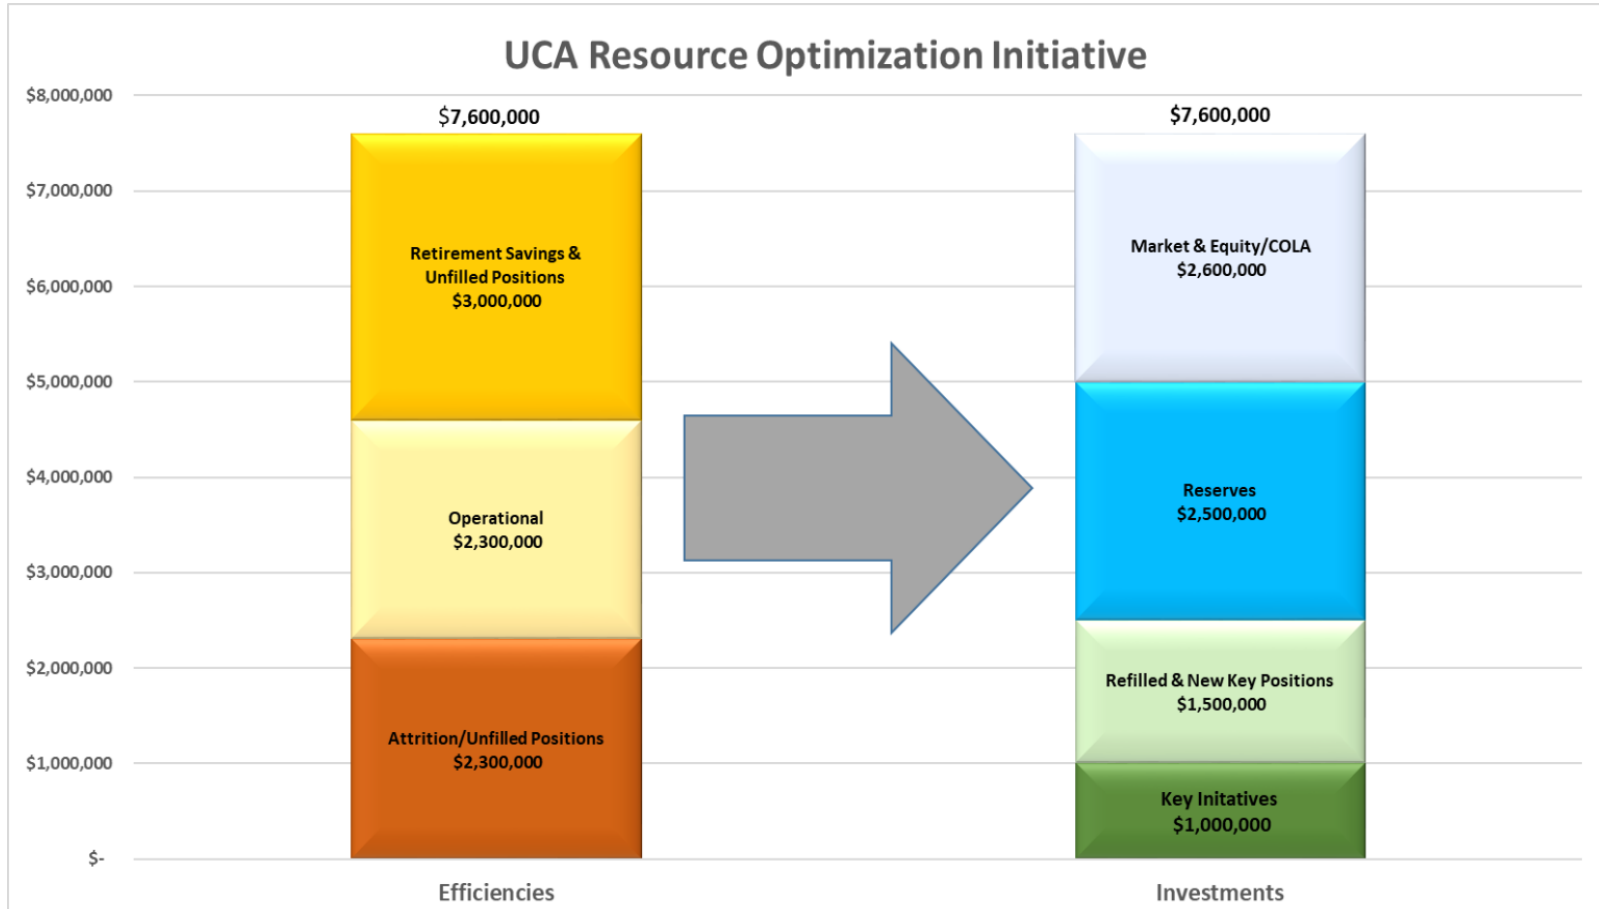 UCA Resource Optimization Initiative
$8,000,000
$7,000,000
$6,000,000
$5,000,000
$4,000,000
$3,000,000
$2,000,000
$1,000,000
$-
$7,600,000
Retirement Savings &
Unfilled Positions
$3,000,000
Operational
$2,300,000
Attrition/Unfilled Positions
$2,300,000
Efficiencies
$7,600,000
Market & Equity/COLA
$2,600,000
Reserves
$2,500,000
Refilled & New Key Positions
$1,500,000
Key Initatives
$1,000,000
Investments